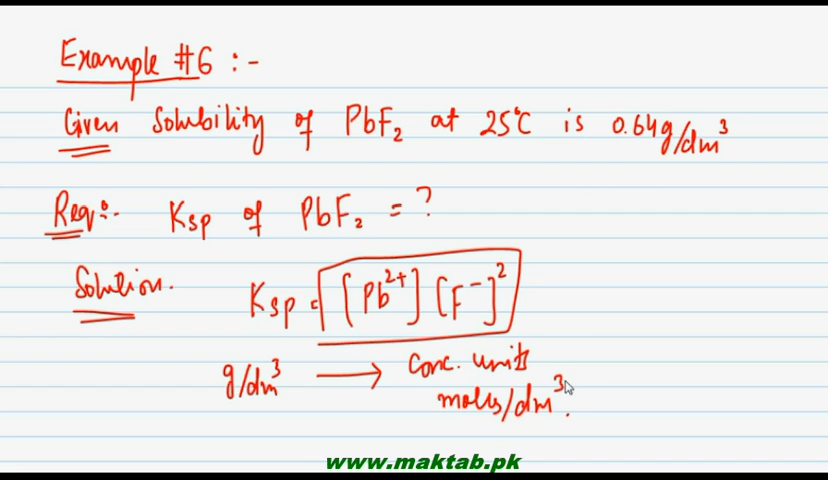 Example #6 :-
Given Solubility of PbF₂ at 25°C is 0.64g/dm³
Req:- Ksp of PbF₂ = ?
Solution. Ksp = [Pb²⁺] [F⁻]²
g/dm³ → Conc. units
moles/dm³.
www.maktab.pk